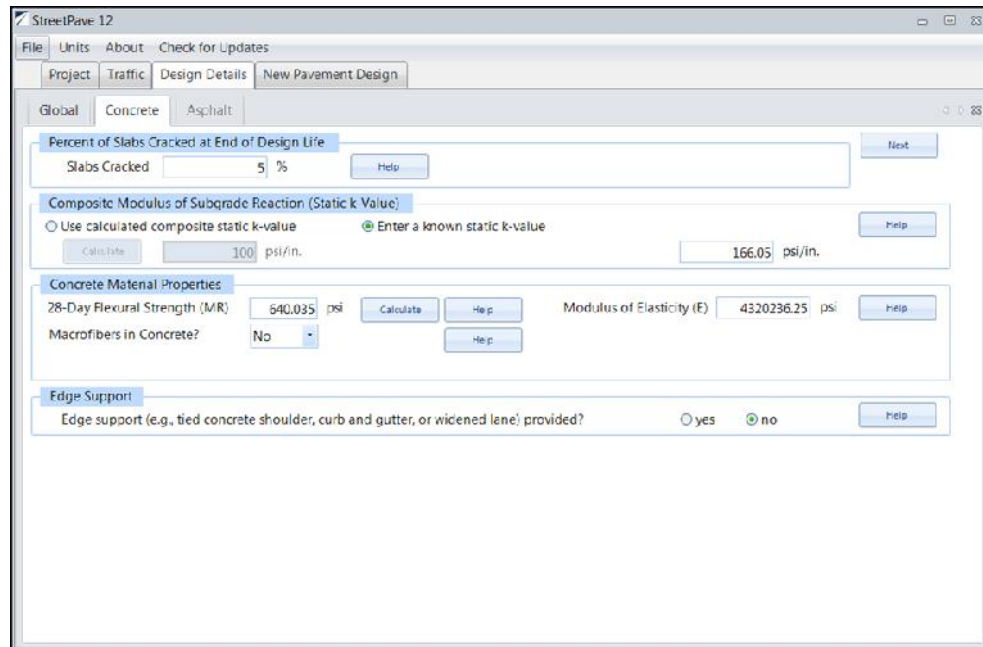 StreetPave 12
File Units About Check for Updates
Project Traffic Design Details New Pavement Design
Global Concrete Asphalt
Percent of Slabs Cracked at End of Design Life
Next
Slabs Cracked 5 % Help
Composite Modulus of Subgrade Reaction (Static k Value)
Use calculated composite static k-value Enter a known static k-value Help
Calculate 100 psi/in. 166.05 psi/in.
Concrete Material Properties
28-Day Flexural Strength (MR) 640.035 psi Calculate Help Modulus of Elasticity (E) 4320236.25 psi Help
Macrofibers in Concrete? No Help
Edge Support
Edge support (e.g., tied concrete shoulder, curb and gutter, or widened lane) provided? yes no Help